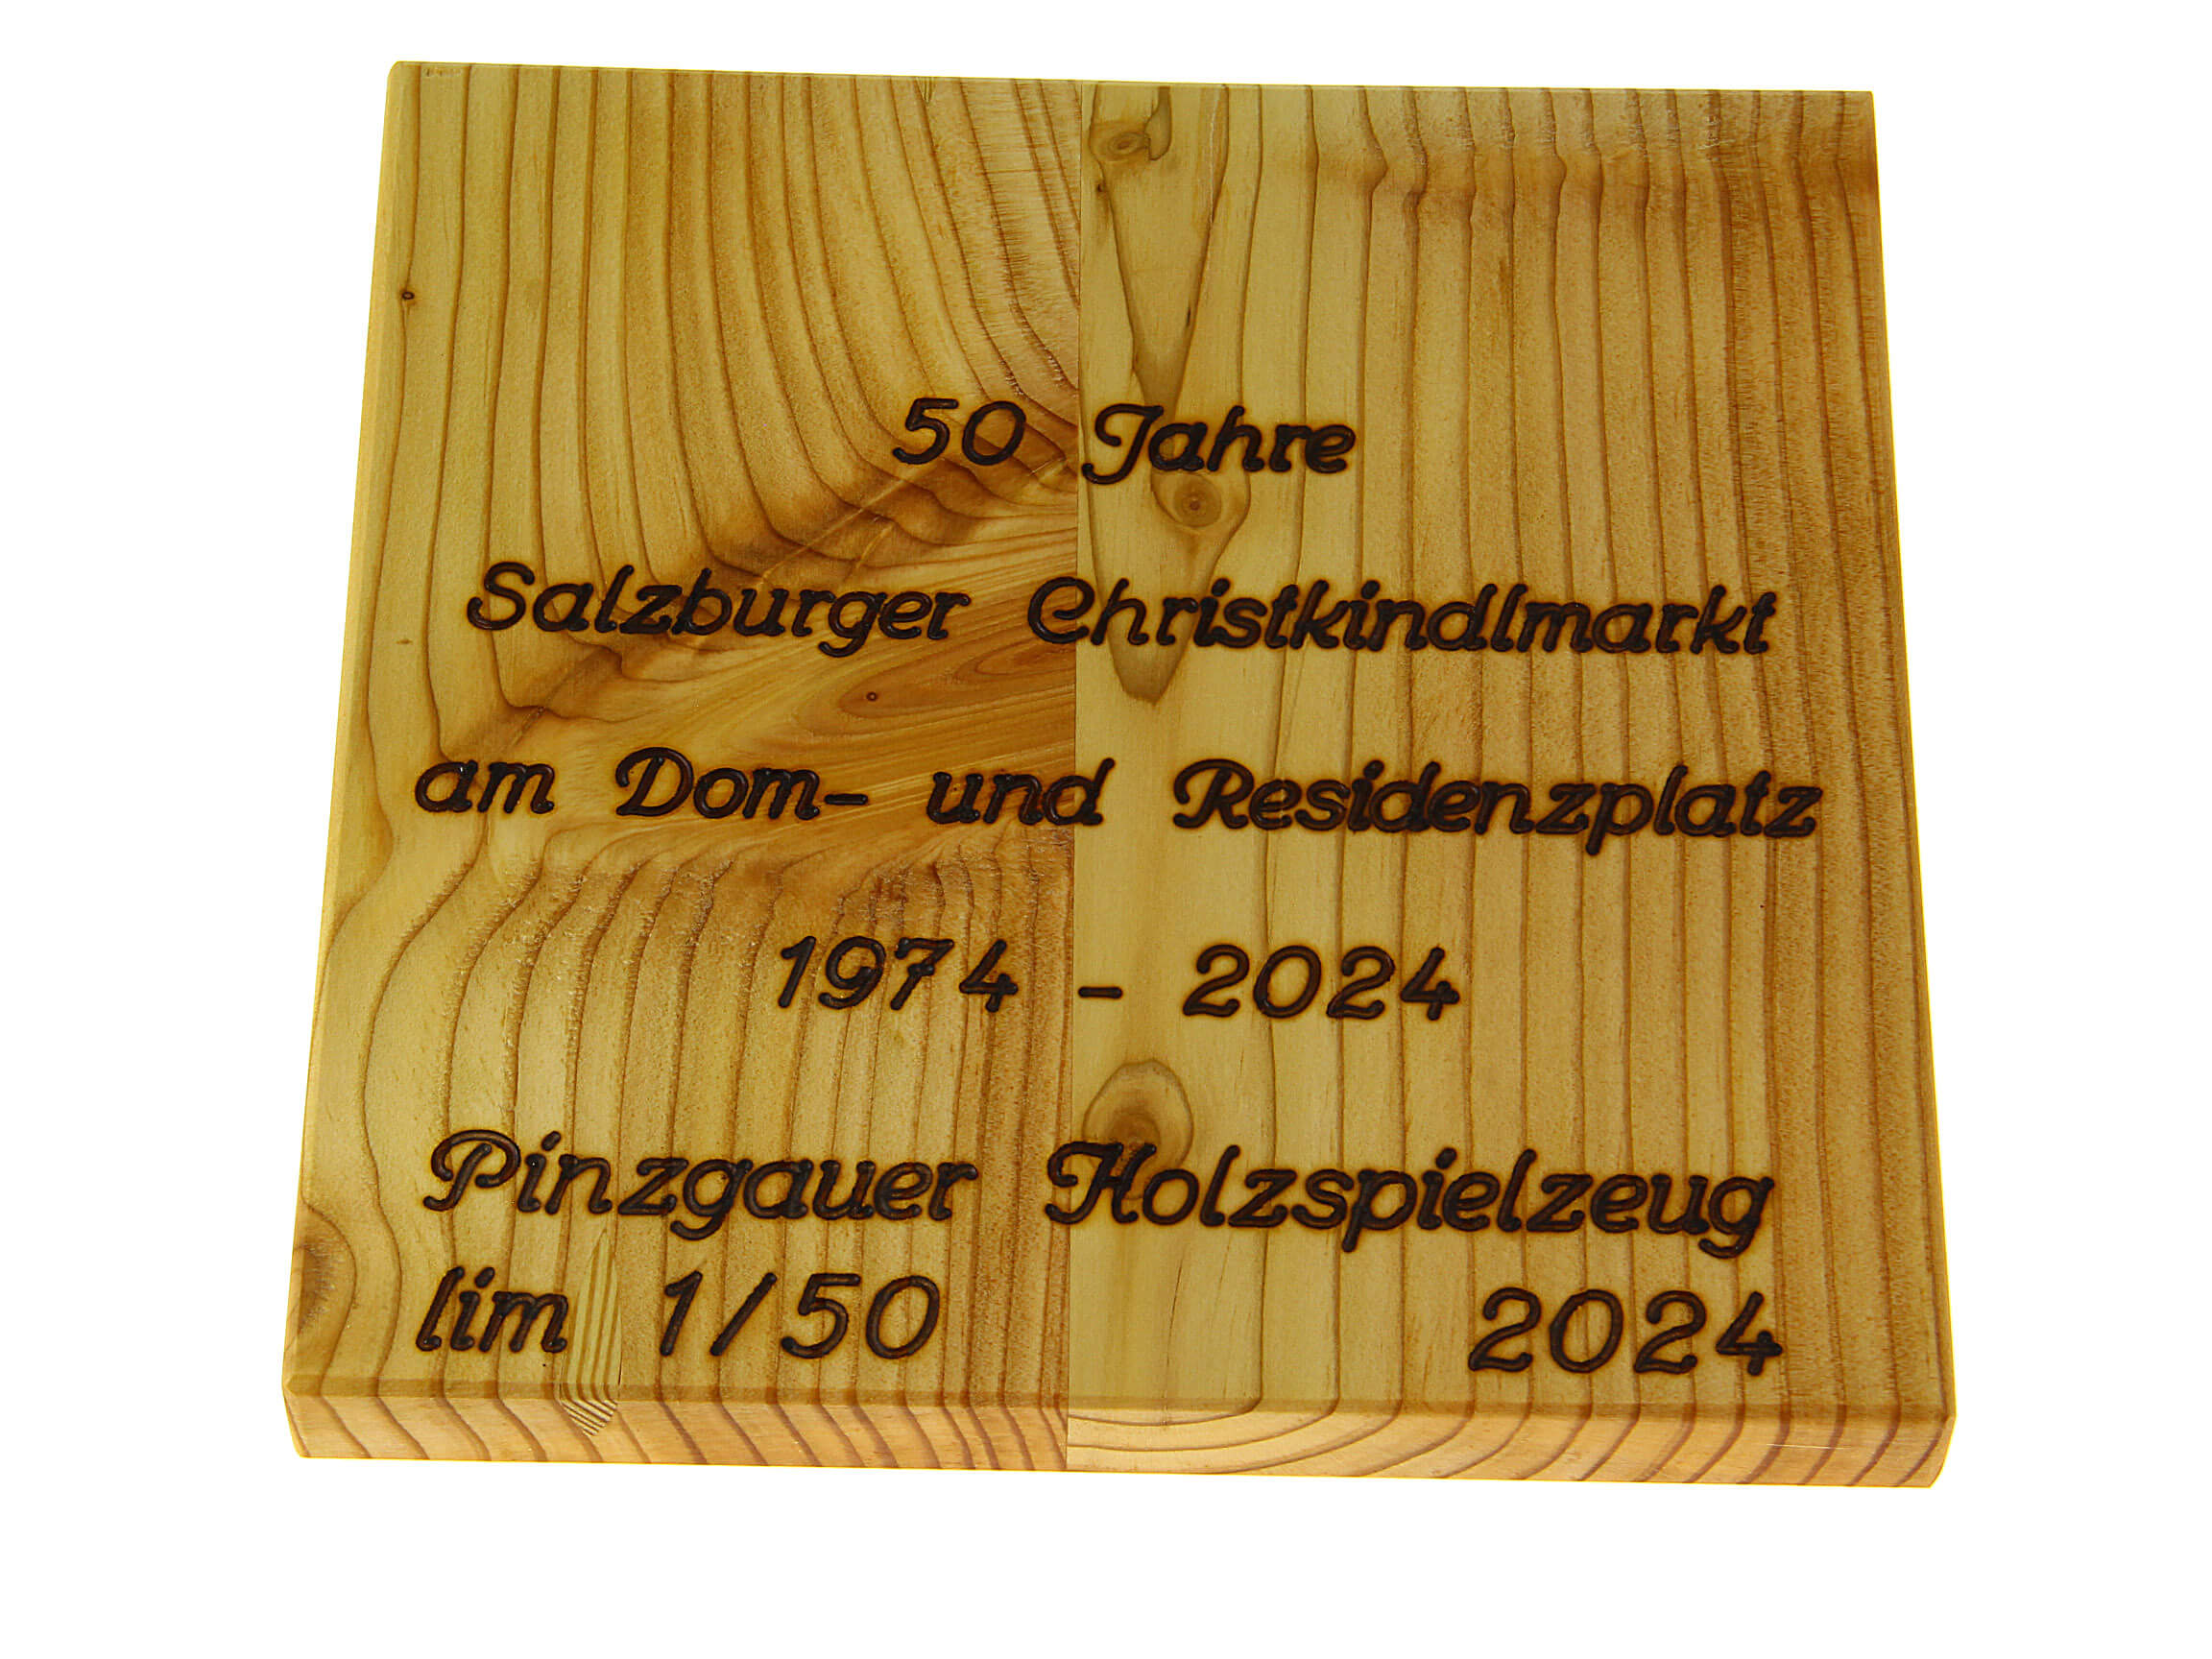 50 Jahre
Salzburger Christkindlmarkt
am Dom- und Residenzplatz
1974 - 2024
Pinzgauer Holzspielzeug
lim 1/50 2024